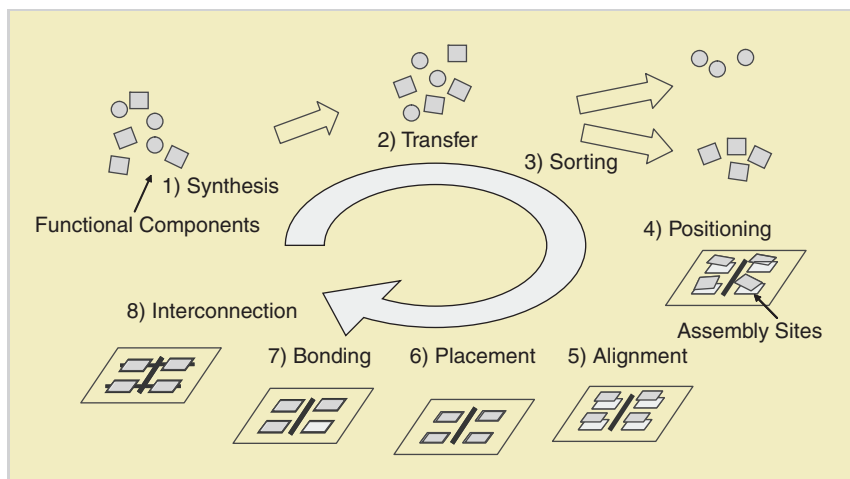 1) Synthesis
Functional Components
2) Transfer
3) Sorting
4) Positioning
Assembly Sites
5) Alignment
6) Placement
7) Bonding
8) Interconnection